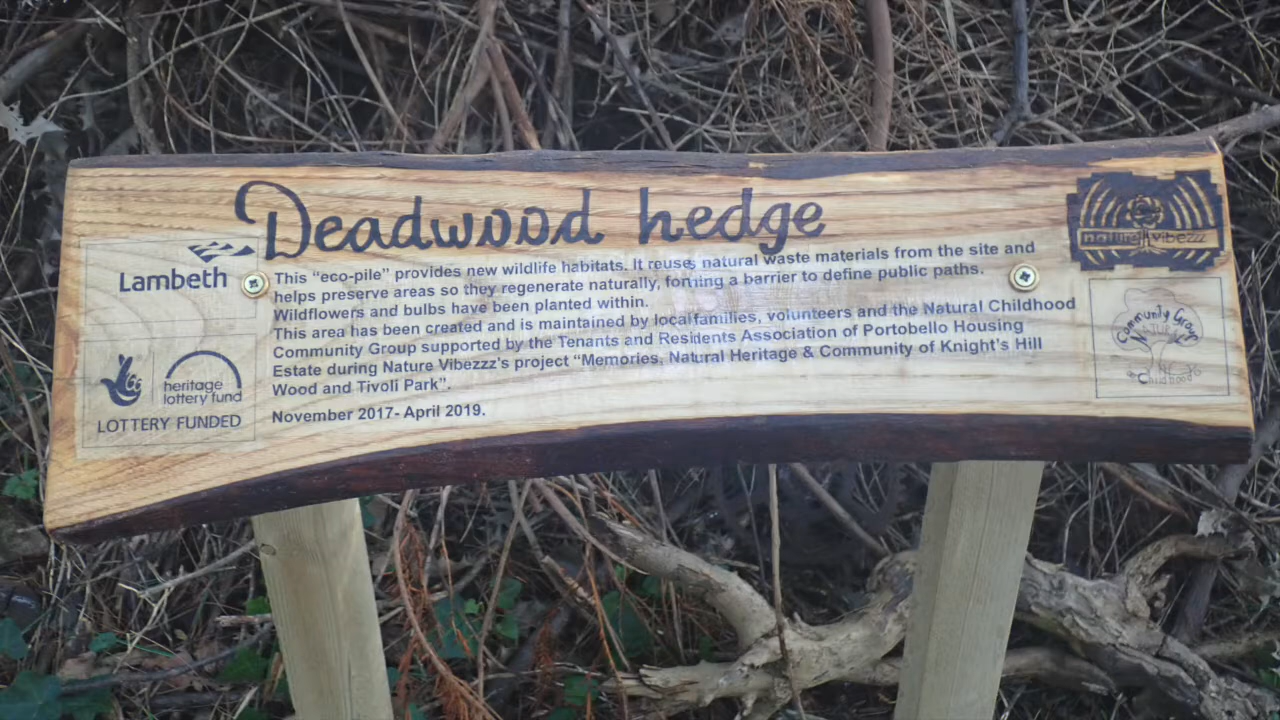 Deadwood hedge
Lambeth
This “eco-pile” provides new wildlife habitats. It reuses natural waste materials from the site and
helps preserve areas so they regenerate naturally, forming a barrier to define public paths.
Wildflowers and bulbs have been planted within.
This area has been created and is maintained by local families, volunteers and the Natural Childhood
Community Group supported by the Tenants and Residents Association of Portobello Housing
Estate during Nature Vibezzz's project “Memories, Natural Heritage & Community of Knight's Hill
Wood and Tivoli Park”.
November 2017- April 2019.
heritage
lottery fund
LOTTERY FUNDED
nature vibezzz
Community Group
NATURAL
Childhood